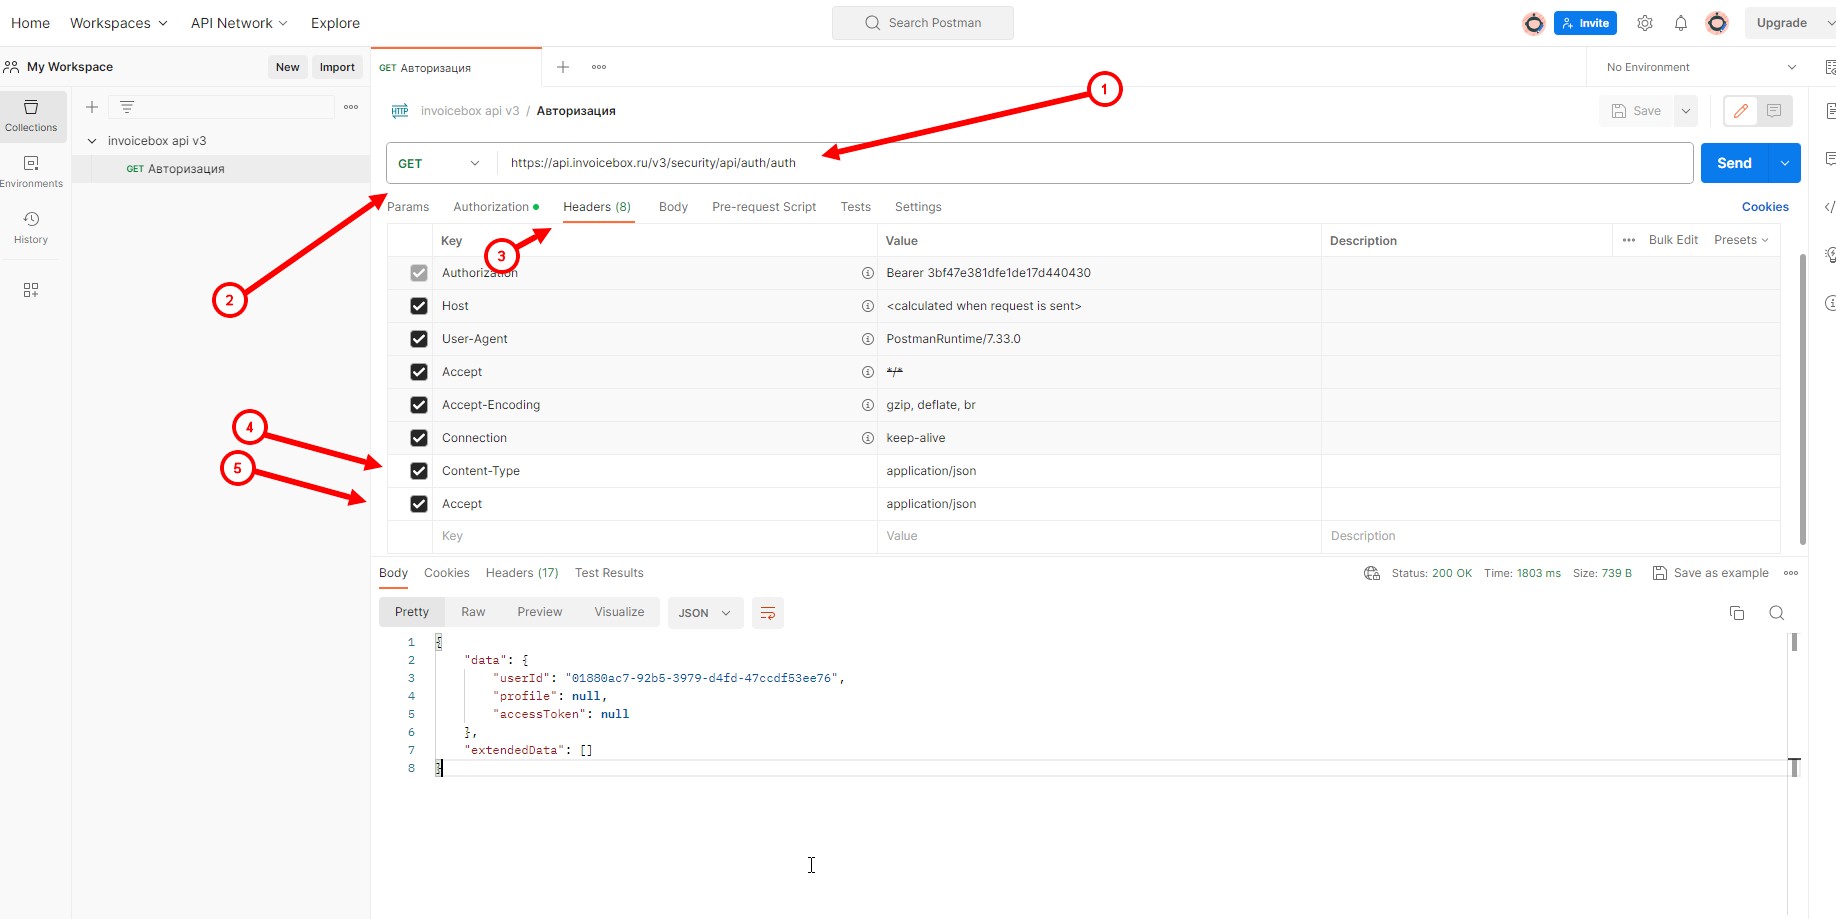 Home Workspaces API Network Explore Search Postman Invite Upgrade
My Workspace New Import GET Авторизация No Environment
Collections
Environments
History
invoicebox api v3
GET Авторизация
HTTP invoicebox api v3 / Авторизация Save
1
GET https://api.invoicebox.ru/v3/security/api/auth/auth Send
2
Params Authorization Headers (8) Body Pre-request Script Tests Settings Cookies
3
Key Value Description Bulk Edit Presets
Authorization Bearer 3bf47e381dfe1de17d440430
Host <calculated when request is sent>
User-Agent PostmanRuntime/7.33.0
Accept */*
Accept-Encoding gzip, deflate, br
4
Connection keep-alive
5
Content-Type application/json
Accept application/json
Key Value Description
Body Cookies Headers (17) Test Results Status: 200 OK Time: 1803 ms Size: 739 B Save as example
Pretty Raw Preview Visualize JSON
1 {
2 "data": {
3 "userId": "01880ac7-92b5-3979-d4fd-47ccdf53ee76",
4 "profile": null,
5 "accessToken": null
6 },
7 "extendedData": []
8 }